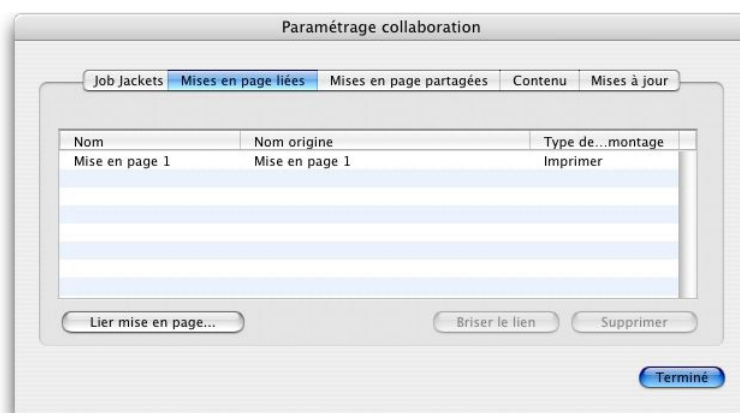 Paramétrage collaboration
Job Jackets Mises en page liées Mises en page partagées Contenu Mises à jour
Nom Nom origine Type de...montage
Mise en page 1 Mise en page 1 Imprimer
Lier mise en page... Briser le lien Supprimer
Terminé